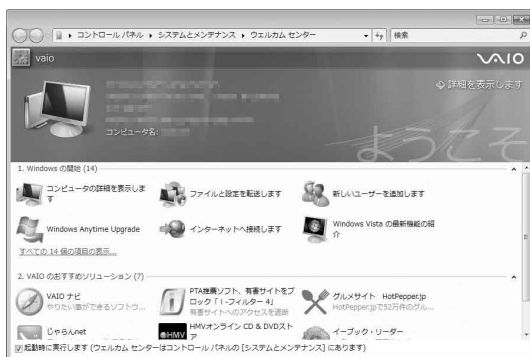 コントロール パネル ▸ システムとメンテナンス ▸ ウェルカム センター
検索
vaio
VAIO
詳細を表示します
コンピュータ名:
ようこそ
1. Windows の開始 (14)
コンピュータの詳細を表示しま
す
ファイルと設定を転送します
新しいユーザーを追加します
Windows Anytime Upgrade
インターネットへ接続します
Windows Vista の最新機能の紹
介
すべての 14 個の項目の表示...
2. VAIO のおすすめソリューション (7)
VAIO ナビ
やりたい事ができるソフトウ...
PTA推薦ソフト、有害サイトをブ
ロック「i -フィルター 4」
有害サイトへのアクセスを遮断
グルメサイト HotPepper.jp
HotPepper.jpで52万件のグル...
じゃらんnet
HMV
HMVオンライン CD & DVDスト
ア
イーブック・リーダー
起動時に実行します (ウェルカム センターはコントロール パネルの [システムとメンテナンス] にあります)